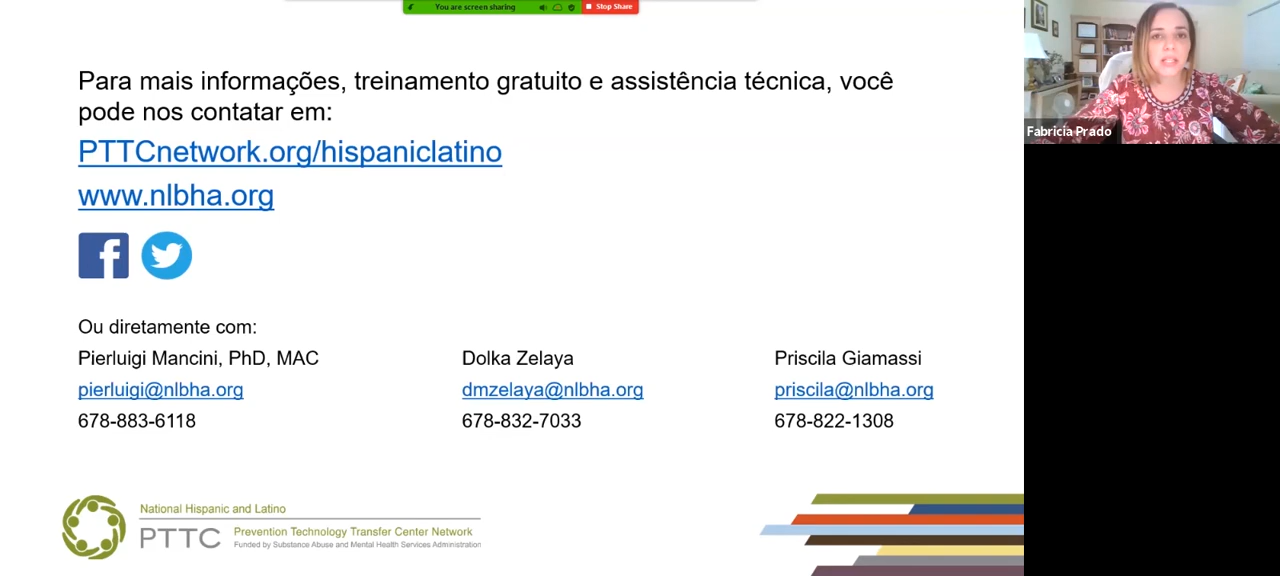 You are screen sharing
Stop Share
Para mais informações, treinamento gratuito e assistência técnica, você
pode nos contatar em:
PTTCnetwork.org/hispaniclatino
www.nlbha.org
Ou diretamente com:
Pierluigi Mancini, PhD, MAC
pierluigi@nlbha.org
678-883-6118
Dolka Zelaya
dmzelaya@nlbha.org
678-832-7033
Priscila Giamassi
priscila@nlbha.org
678-822-1308
National Hispanic and Latino
PTTC
Prevention Technology Transfer Center Network
Funded by Substance Abuse and Mental Health Services Administration
Fabricia Prado